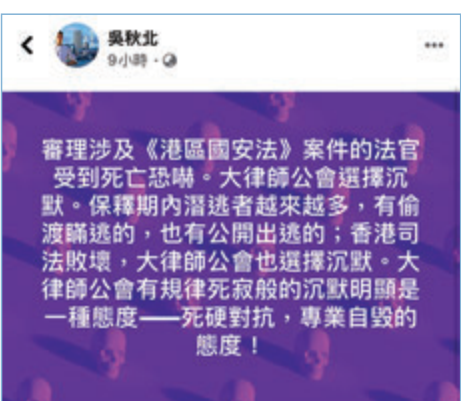 吳秋北
9小時
審理涉及《港區國安法》案件的法官
受到死亡恐嚇。大律師公會選擇沉
默。保釋期內潛逃者越來越多，有偷
渡瞞逃的，也有公開出逃的；香港司
法敗壞，大律師公會也選擇沉默。大
律師公會有規律死寂般的沉默明顯是
一種態度——死硬對抗，專業自毀的
態度！